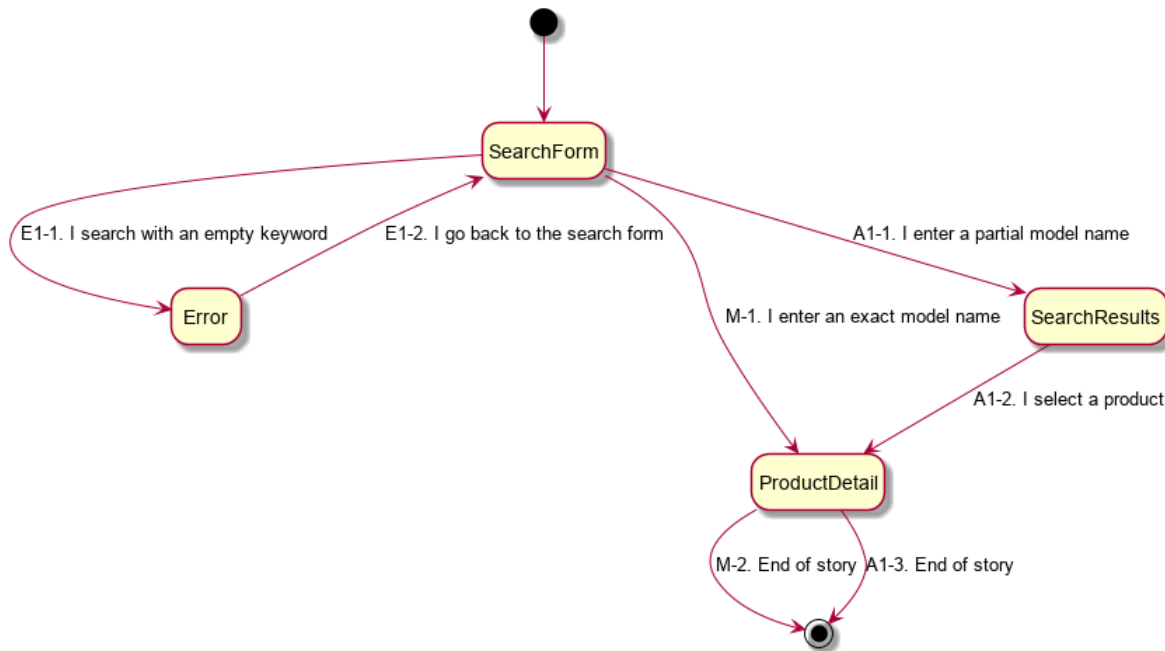 SearchForm
E1-1. I search with an empty keyword
E1-2. I go back to the search form
A1-1. I enter a partial model name
Error
M-1. I enter an exact model name
SearchResults
A1-2. I select a product
ProductDetail
M-2. End of story
A1-3. End of story